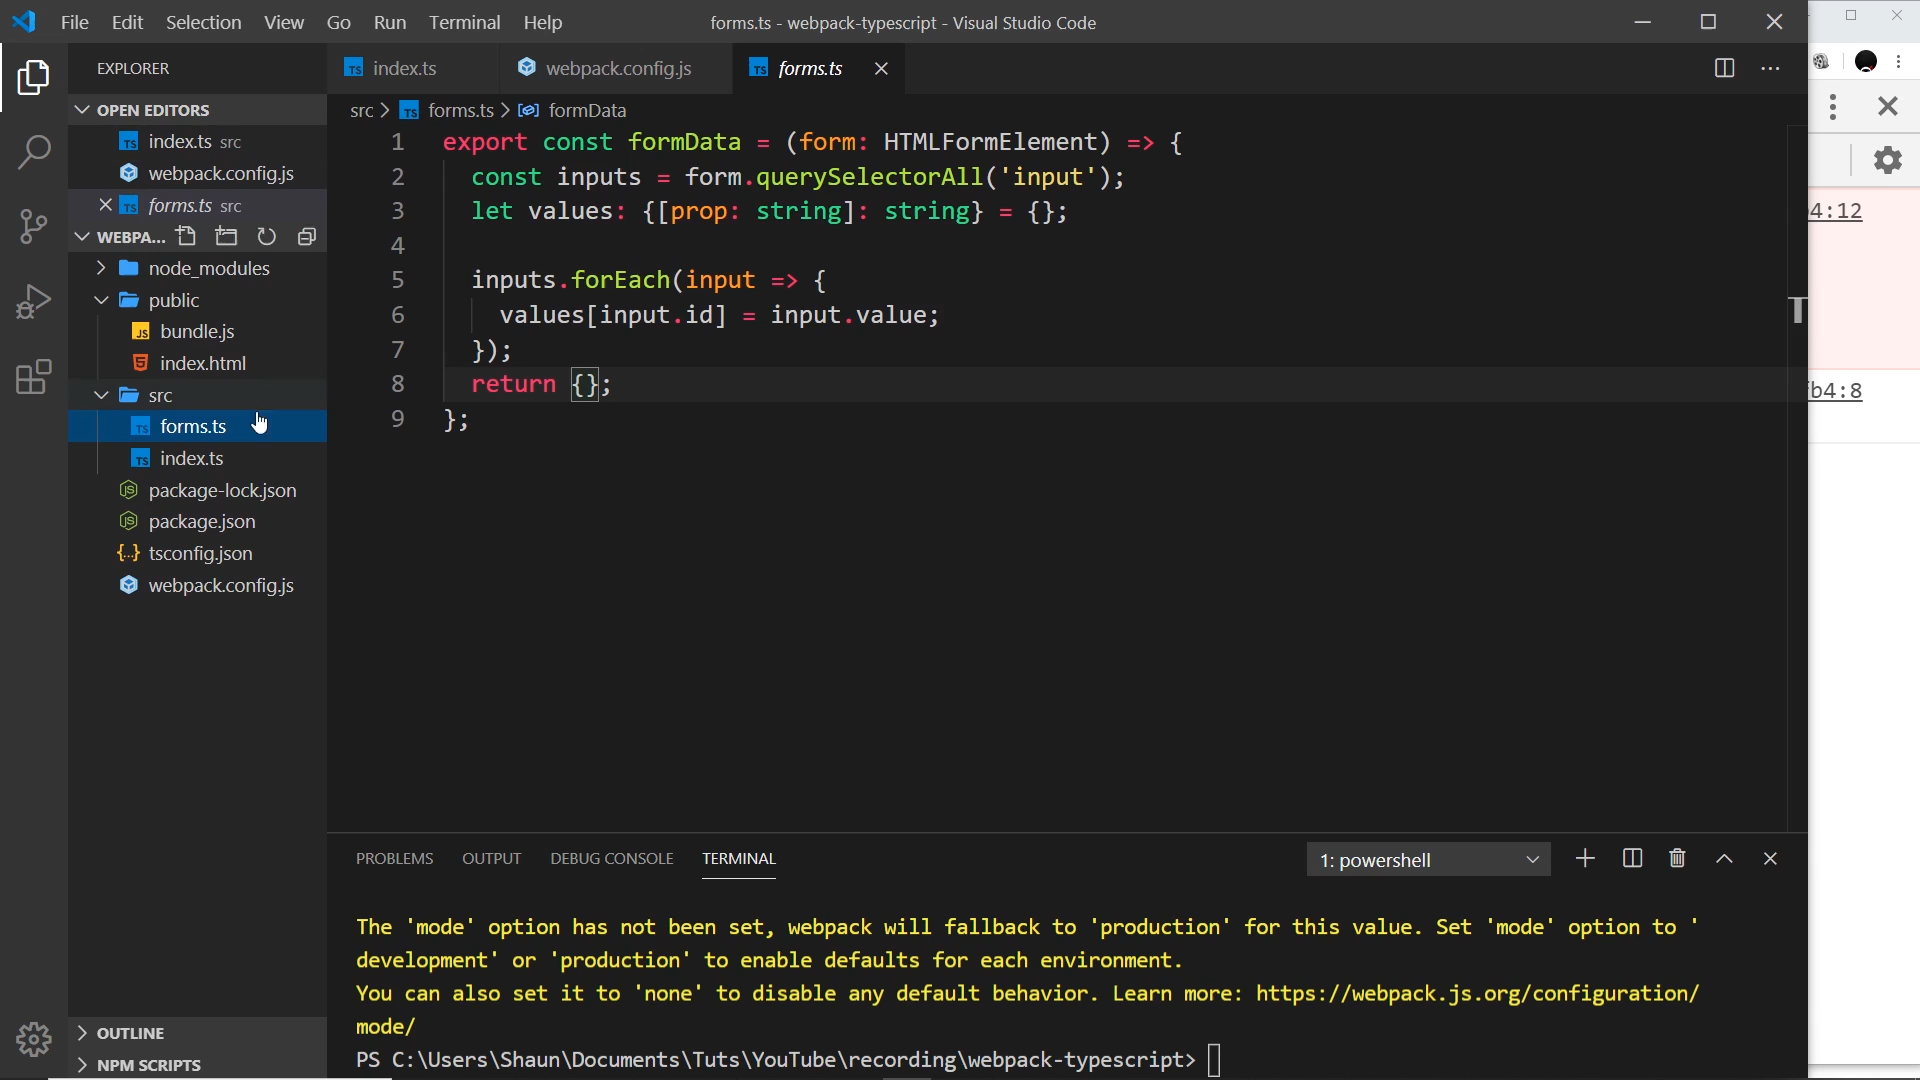 File Edit Selection View Go Run Terminal Help forms.ts - webpack-typescript - Visual Studio Code
EXPLORER
OPEN EDITORS
index.ts src
webpack.config.js
forms.ts src
WEBPA...
node_modules
public
bundle.js
index.html
src
forms.ts
index.ts
package-lock.json
package.json
tsconfig.json
webpack.config.js
OUTLINE
NPM SCRIPTS
index.ts webpack.config.js forms.ts
src > forms.ts > formData
1 export const formData = (form: HTMLFormElement) => {
2 const inputs = form.querySelectorAll('input');
3 let values: {[prop: string]: string} = {};
4
5 inputs.forEach(input => {
6 values[input.id] = input.value;
7 });
8 return {};
9 };
PROBLEMS OUTPUT DEBUG CONSOLE TERMINAL 1: powershell
The 'mode' option has not been set, webpack will fallback to 'production' for this value. Set 'mode' option to '
development' or 'production' to enable defaults for each environment.
You can also set it to 'none' to disable any default behavior. Learn more: https://webpack.js.org/configuration/
mode/
PS C:\Users\Shaun\Documents\Tuts\YouTube\recording\webpack-typescript>
4:12
b4:8